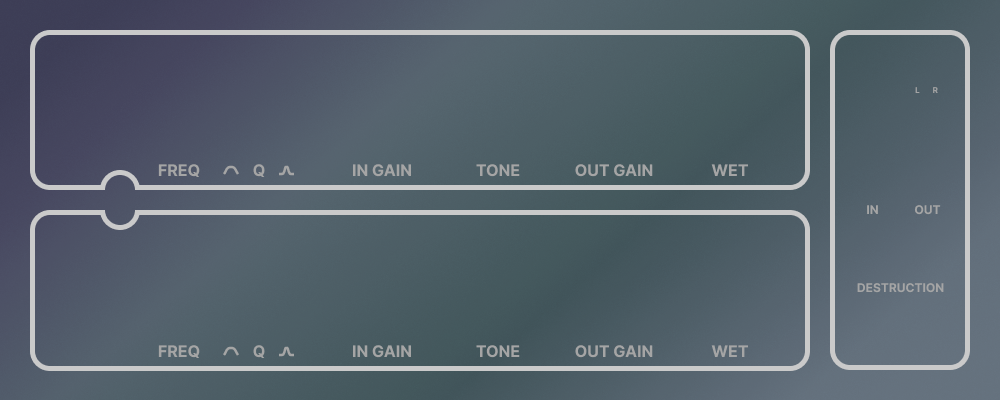 L R
FREQ Q IN GAIN TONE OUT GAIN WET
IN OUT
DESTRUCTION
FREQ Q IN GAIN TONE OUT GAIN WET